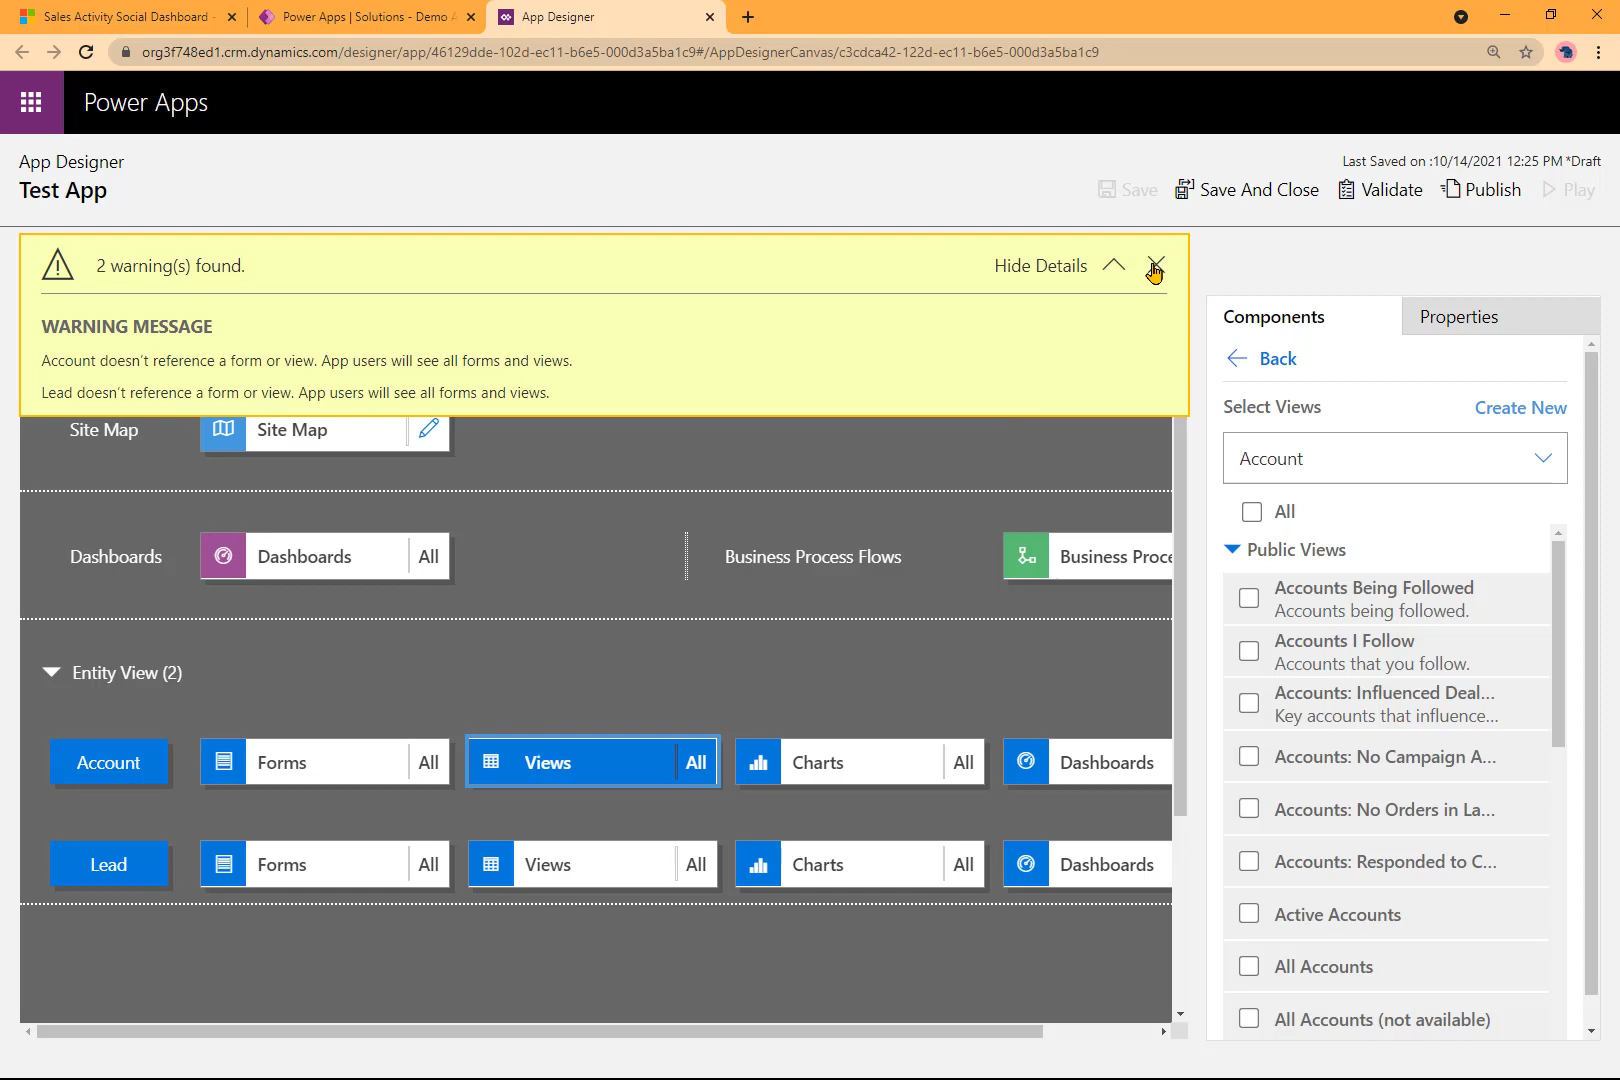 Sales Activity Social Dashboard -
Power Apps | Solutions - Demo A
App Designer
org3f748ed1.crm.dynamics.com/designer/app/46129dde-102d-ec11-b6e5-000d3a5ba1c9#/AppDesignerCanvas/c3cdca42-122d-ec11-b6e5-000d3a5ba1c9
Power Apps
App Designer
Test App
Last Saved on :10/14/2021 12:25 PM *Draft
Save
Save And Close
Validate
Publish
Play
2 warning(s) found.
Hide Details
WARNING MESSAGE
Account doesn't reference a form or view. App users will see all forms and views.
Lead doesn't reference a form or view. App users will see all forms and views.
Site Map
Site Map
Dashboards
Dashboards
All
Business Process Flows
Business Proce
Entity View (2)
Account
Forms
All
Views
All
Charts
All
Dashboards
Lead
Forms
All
Views
All
Charts
All
Dashboards
Components
Properties
Back
Select Views
Create New
Account
All
Public Views
Accounts Being Followed
Accounts being followed.
Accounts I Follow
Accounts that you follow.
Accounts: Influenced Deal...
Key accounts that influence...
Accounts: No Campaign A...
Accounts: No Orders in La...
Accounts: Responded to C...
Active Accounts
All Accounts
All Accounts (not available)